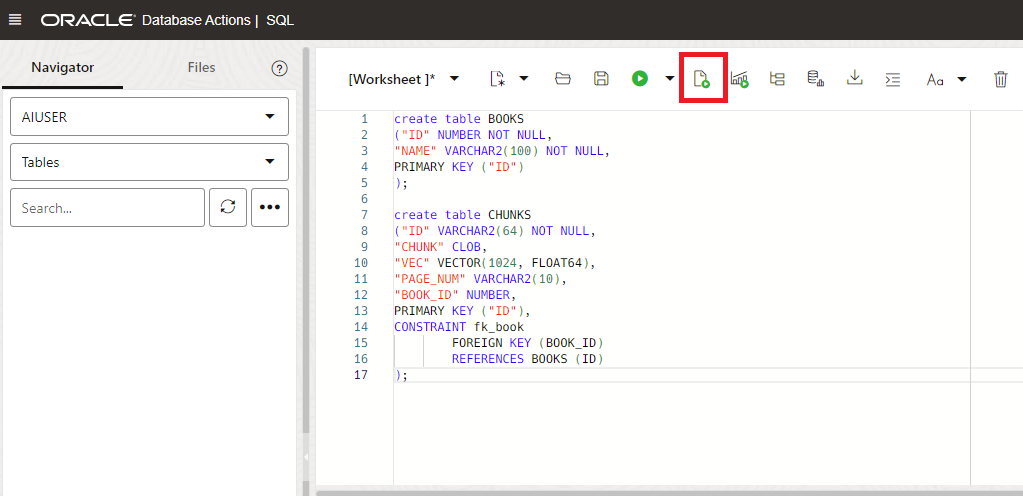 ORACLE Database Actions | SQL
Navigator Files
AIUSER
Tables
Search...
[Worksheet ]*
Aa
1 create table BOOKS
2 ("ID" NUMBER NOT NULL,
3 "NAME" VARCHAR2(100) NOT NULL,
4 PRIMARY KEY ("ID")
5 );
6
7 create table CHUNKS
8 ("ID" VARCHAR2(64) NOT NULL,
9 "CHUNK" CLOB,
10 "VEC" VECTOR(1024, FLOAT64),
11 "PAGE_NUM" VARCHAR2(10),
12 "BOOK_ID" NUMBER,
13 PRIMARY KEY ("ID"),
14 CONSTRAINT fk_book
15 FOREIGN KEY (BOOK_ID)
16 REFERENCES BOOKS (ID)
17 );